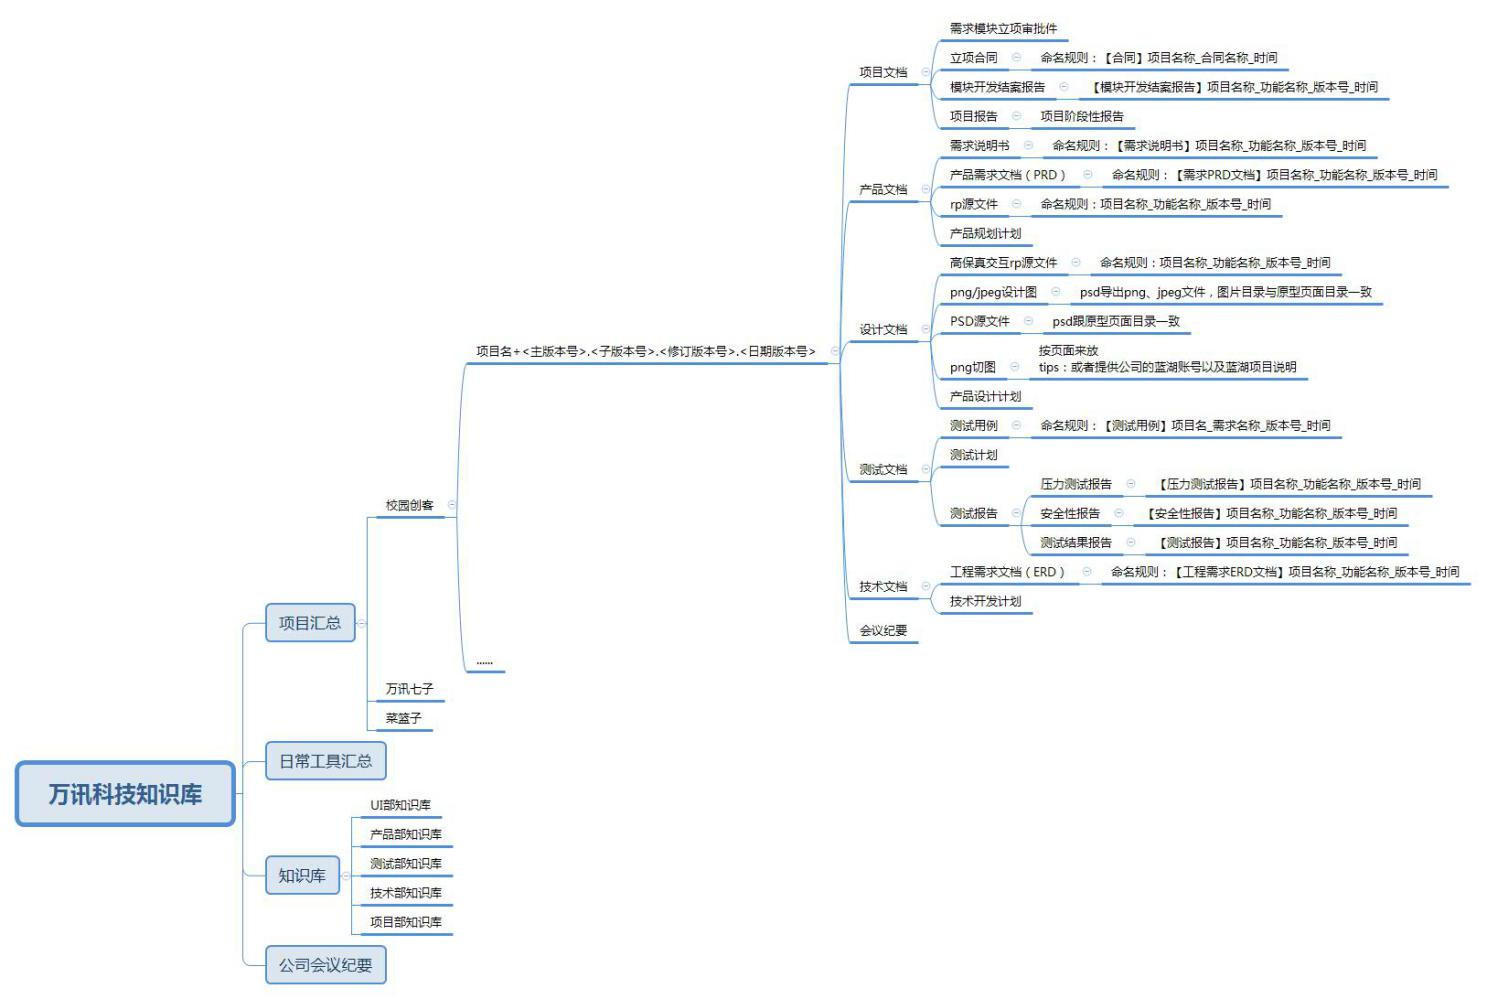 万讯科技知识库
项目汇总
校园创客
项目名+<主版本号>.<子版本号>.<修订版本号>.<日期版本号>
项目文档
需求模块立项审批件
立项合同
命名规则：【合同】项目名称_合同名称_时间
模块开发结案报告
【模块开发结案报告】项目名称_功能名称_版本号_时间
项目报告
项目阶段性报告
产品文档
需求说明书
命名规则：【需求说明书】项目名称_功能名称_版本号_时间
产品需求文档（PRD）
命名规则：【需求PRD文档】项目名称_功能名称_版本号_时间
rp源文件
命名规则：项目名称_功能名称_版本号_时间
产品规划计划
设计文档
高保真交互rp源文件
命名规则：项目名称_功能名称_版本号_时间
png/jpeg设计图
psd导出png、jpeg文件，图片目录与原型页面目录一致
PSD源文件
psd跟原型页面目录一致
png切图
按页面来放
tips：或者提供公司的蓝湖账号以及蓝湖项目说明
产品设计计划
测试文档
测试用例
命名规则：【测试用例】项目名_需求名称_版本号_时间
测试计划
测试报告
压力测试报告
【压力测试报告】项目名称_功能名称_版本号_时间
安全性报告
【安全性报告】项目名称_功能名称_版本号_时间
测试结果报告
【测试报告】项目名称_功能名称_版本号_时间
技术文档
工程需求文档（ERD）
命名规则：【工程需求ERD文档】项目名称_功能名称_版本号_时间
技术开发计划
会议纪要
......
万讯七子
菜篮子
日常工具汇总
知识库
UI部知识库
产品部知识库
测试部知识库
技术部知识库
项目部知识库
公司会议纪要